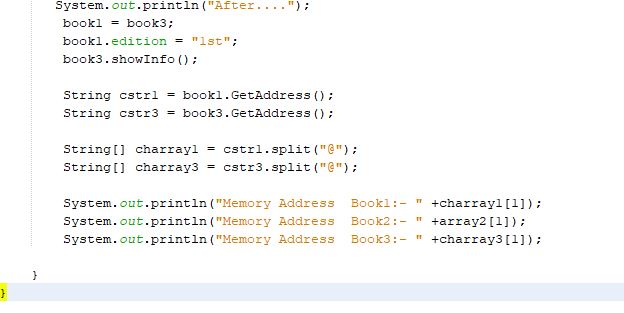 System.out.println("After....");
book1 = book3;
book1.edition = "1st";
book3.showInfo();
String cstr1 = book1.GetAddress();
String cstr3 = book3.GetAddress();
String[] charray1 = cstr1.split("@");
String[] charray3 = cstr3.split("@");
System.out.println("Memory Address  Book1:- " +charray1[1]);
System.out.println("Memory Address  Book2:- " +array2[1]);
System.out.println("Memory Address  Book3:- " +charray3[1]);
}
}